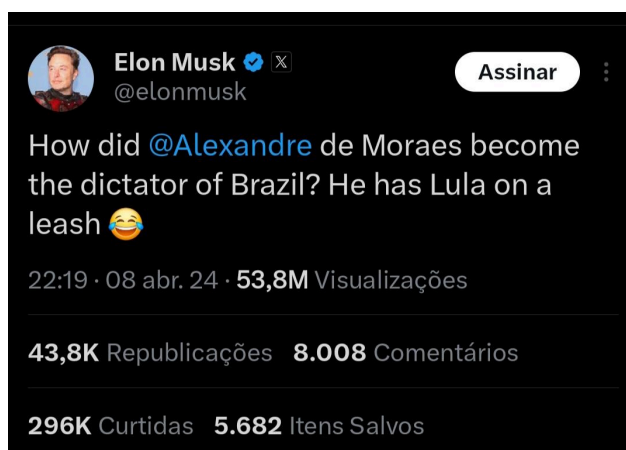 Elon Musk X
@elonmusk
Assinar
How did @Alexandre de Moraes become
the dictator of Brazil? He has Lula on a
leash 😂
22:19 · 08 abr. 24 · 53,8M Visualizações
43,8K Republicações 8.008 Comentários
296K Curtidas 5.682 Itens Salvos